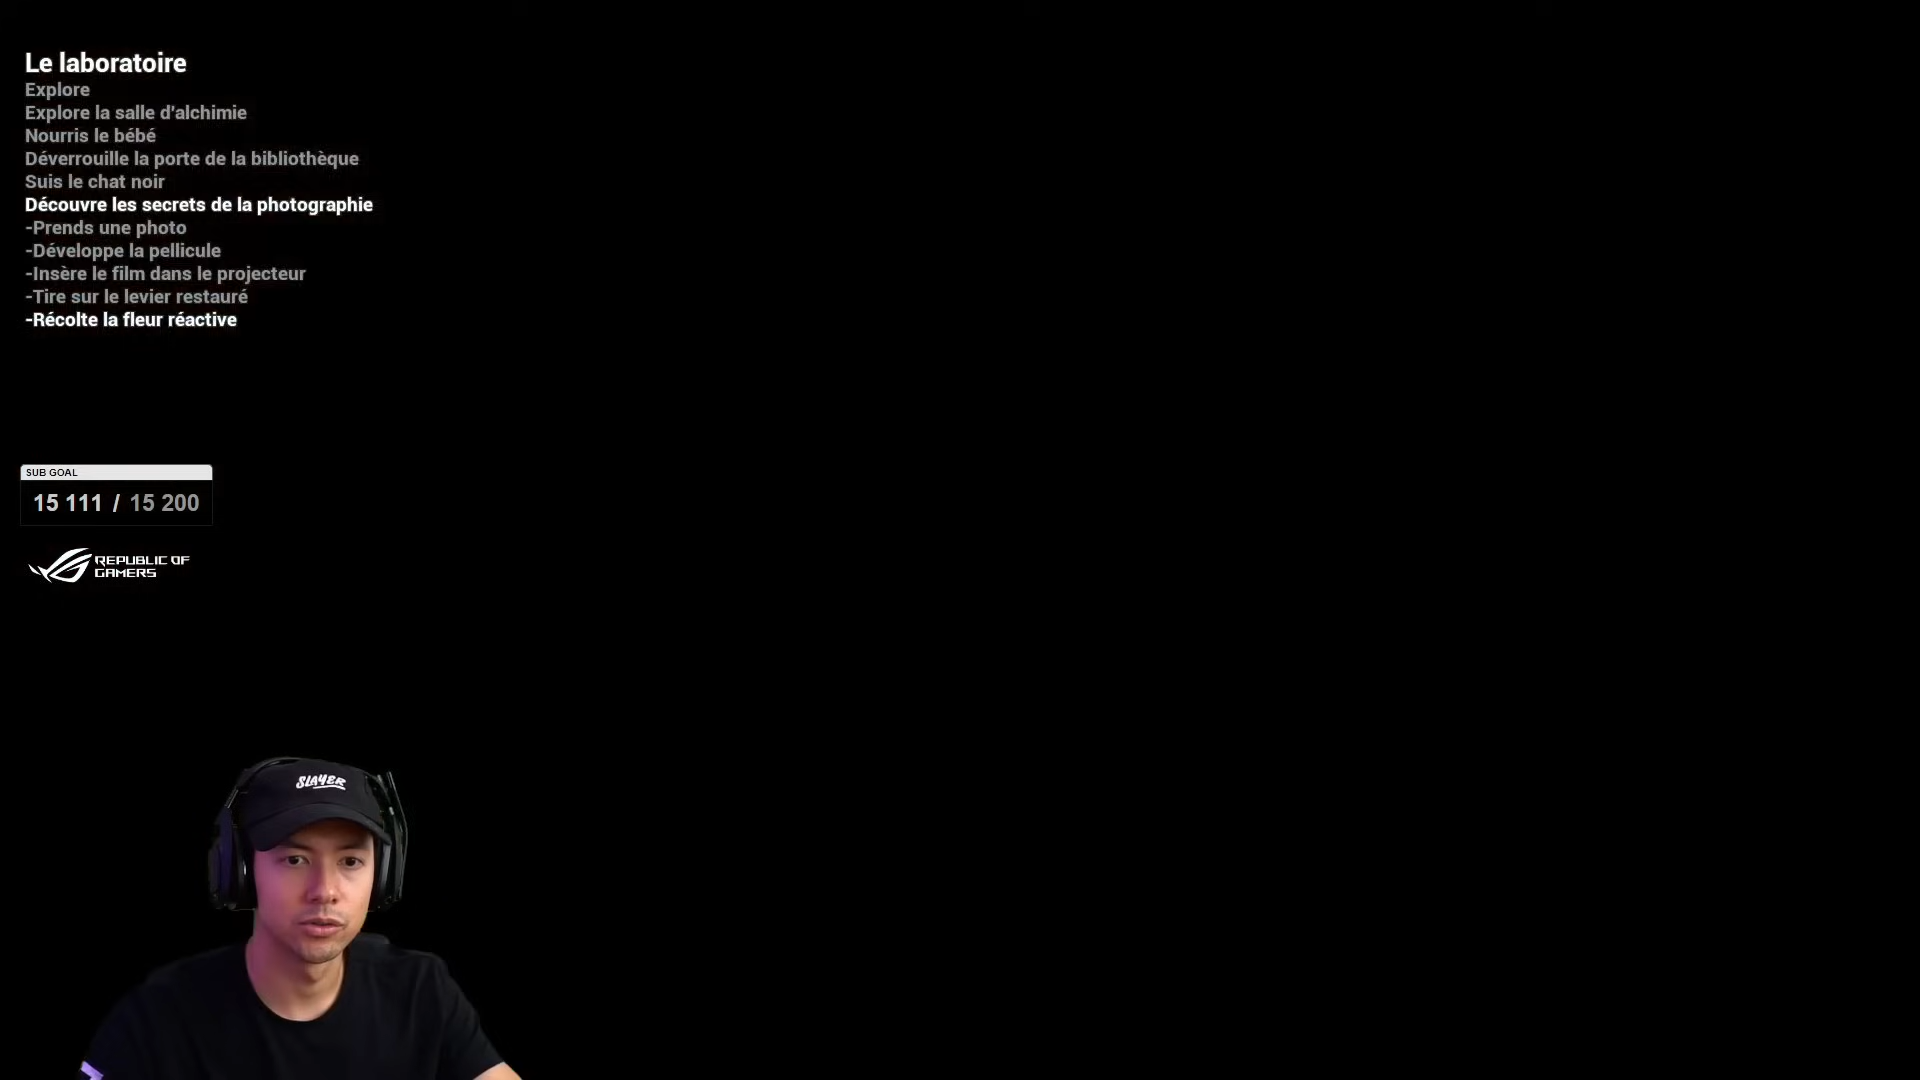 Le laboratoire
Explore
Explore la salle d'alchimie
Nourris le bébé
Déverrouille la porte de la bibliothèque
Suis le chat noir
Découvre les secrets de la photographie
-Prends une photo
-Développe la pellicule
-Insère le film dans le projecteur
-Tire sur le levier restauré
-Récolte la fleur réactive
SUB GOAL
15 111 / 15 200
REPUBLIC OF
GAMERS
SLAYER